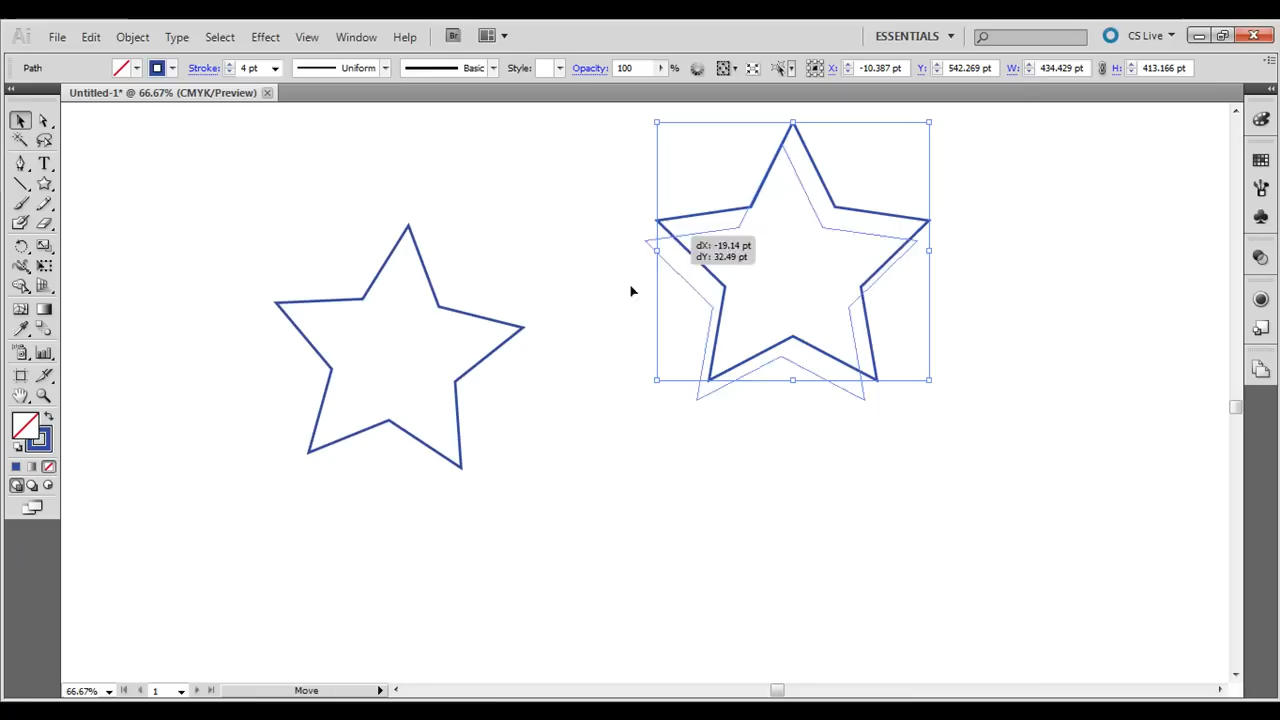 Ai File Edit Object Type Select Effect View Window Help Br ESSENTIALS CS Live
Path Stroke: 4 pt Uniform Basic Style: Opacity: 100 % X: -10.387 pt Y: 542.269 pt W: 434.429 pt H: 413.166 pt
Untitled-1* @ 66.67% (CMYK/Preview)
T
dX: -19.14 pt
dY: 32.49 pt
66.67% 1 Move